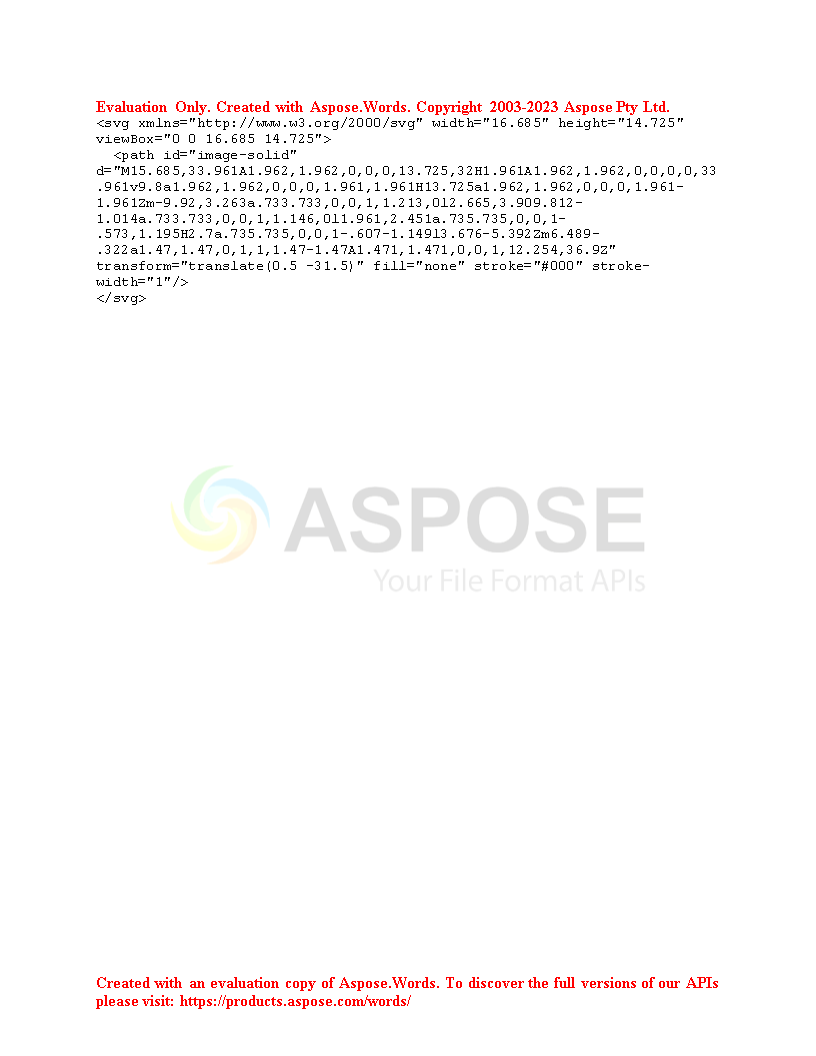 Evaluation Only. Created with Aspose.Words. Copyright 2003-2023 Aspose Pty Ltd.
<svg xmlns="http://www.w3.org/2000/svg" width="16.685" height="14.725"
viewBox="0 0 16.685 14.725">
  <path id="image-solid"
d="M15.685,33.961A1.962,1.962,0,0,0,13.725,32H1.961A1.962,1.962,0,0,0,0,33
.961v9.8a1.962,1.962,0,0,0,1.961,1.961H13.725a1.962,1.962,0,0,0,1.961-
1.961Zm-9.92,3.263a.733.733,0,0,1,1.213,0l2.665,3.909.812-
1.014a.733.733,0,0,1,1.146,0l1.961,2.451a.735.735,0,0,1-
.573,1.195H2.7a.735.735,0,0,1-.607-1.149l3.676-5.392Zm6.489-
.322a1.47,1.47,0,1,1,1.47-1.47A1.471,1.471,0,0,1,12.254,36.9Z"
transform="translate(0.5 -31.5)" fill="none" stroke="#000" stroke-
width="1"/>
</svg>
ASPOSE
Your File Format APIs
Created with an evaluation copy of Aspose.Words. To discover the full versions of our APIs
please visit: https://products.aspose.com/words/